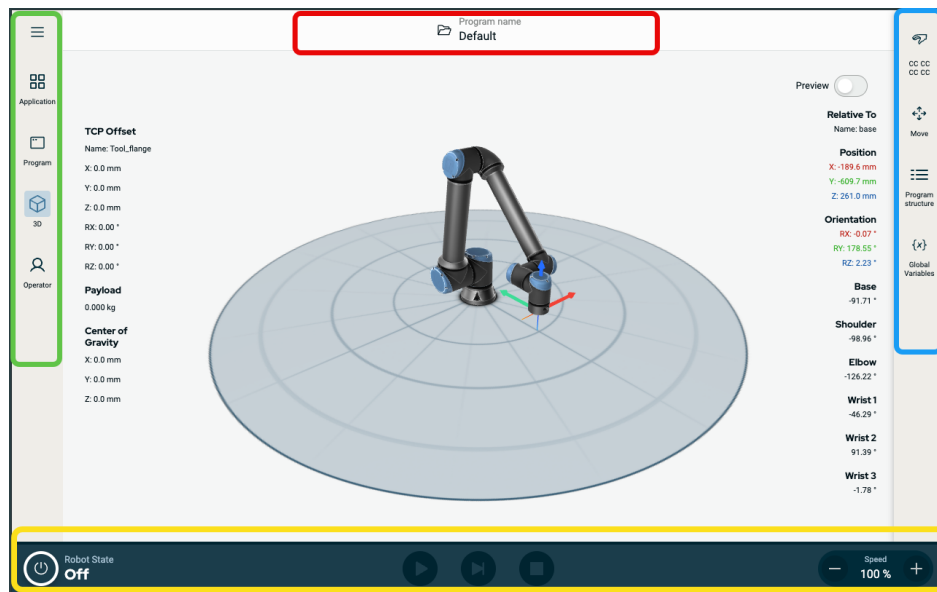 Program name
Default
Application
Program
3D
Operator
TCP Offset
Name: Tool_flange
X: 0.0 mm
Y: 0.0 mm
Z: 0.0 mm
RX: 0.00 °
RY: 0.00 °
RZ: 0.00 °
Payload
0.000 kg
Center of
Gravity
X: 0.0 mm
Y: 0.0 mm
Z: 0.0 mm
Preview
Relative To
Name: base
Position
X: -189.6 mm
Y: -609.7 mm
Z: 261.0 mm
Orientation
RX: -0.07 °
RY: 178.55 °
RZ: 2.23 °
Base
-91.71 °
Shoulder
-98.96 °
Elbow
-126.22 °
Wrist 1
-46.29 °
Wrist 2
91.39 °
Wrist 3
-1.78 °
CC CC
CC CC
Move
Program
structure
{x}
Global
Variables
Robot State
Off
Speed
100 %